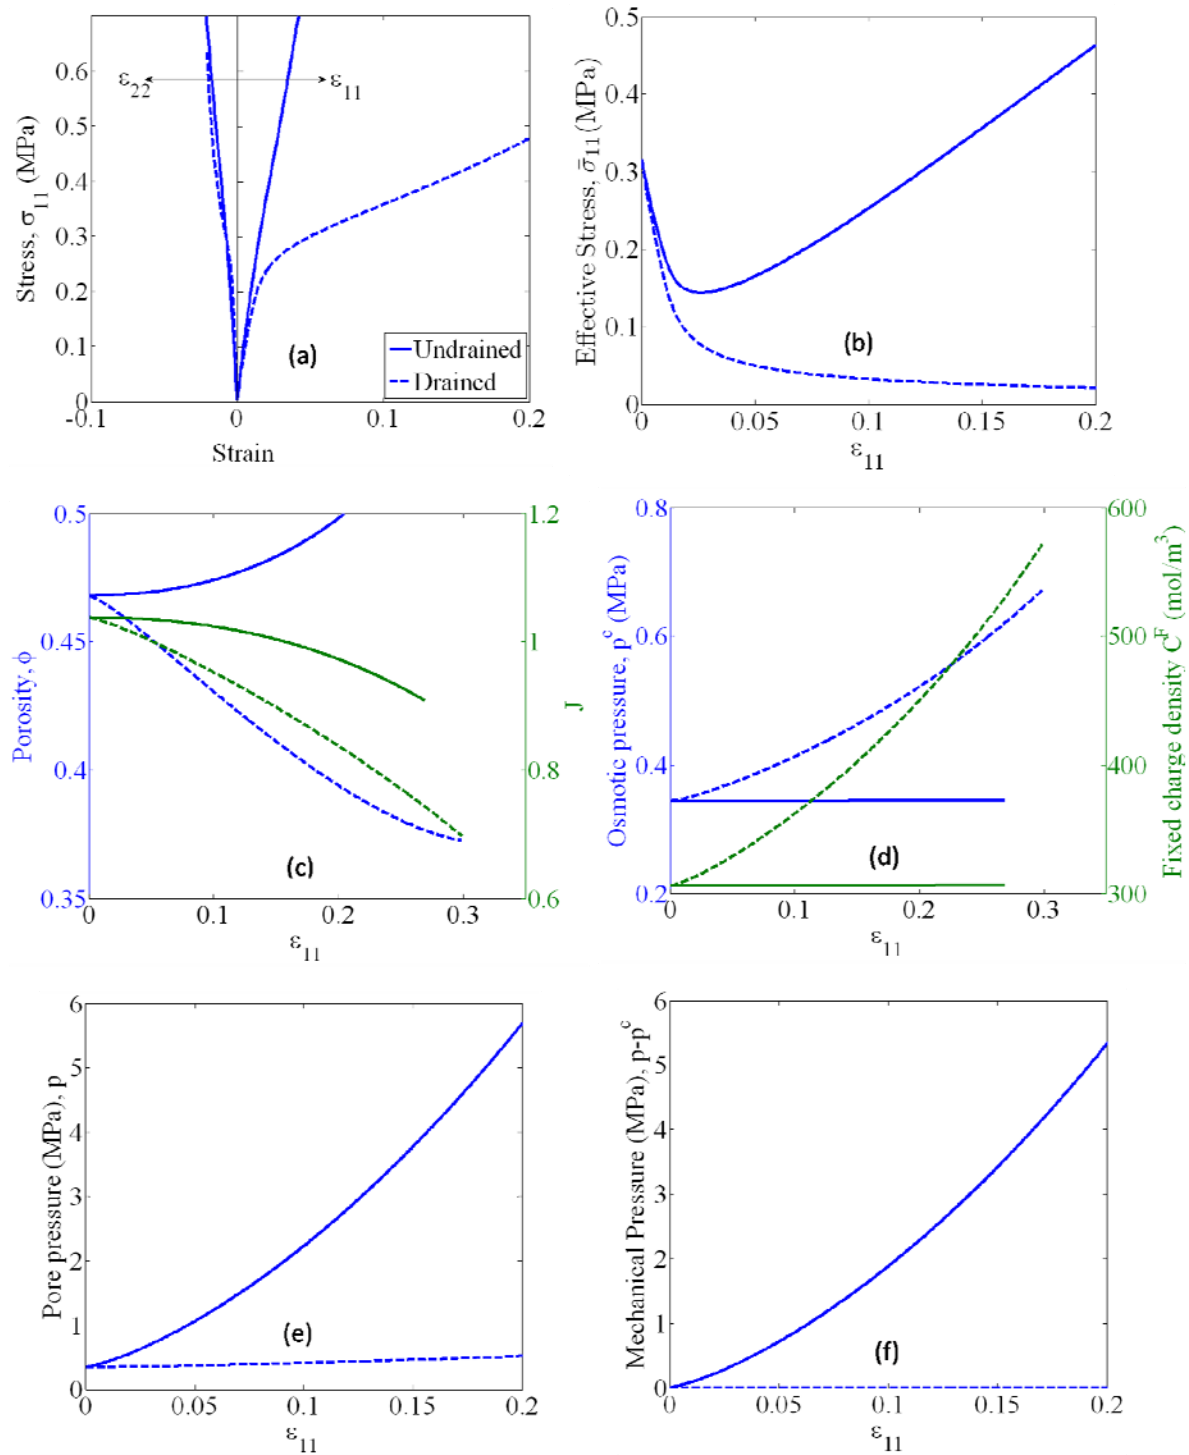 Stress, σ11 (MPa)
0.6
0.5
0.4
0.3
0.2
0.1
0
ε22
ε11
(a)
Undrained
Drained
-0.1 0 0.1 0.2
Strain
Effective Stress, σ̄11 (MPa)
0.5
0.4
0.3
0.2
0.1
0
(b)
0 0.05 0.1 0.15 0.2
ε11
Porosity, ϕ
0.5
0.45
0.4
0.35
(c)
1.2
1
0.8
0.6
J
0 0.1 0.2 0.3
ε11
Osmotic pressure, p^c (MPa)
0.8
0.6
0.4
0.2
(d)
600
500
400
300
Fixed charge density C^F (mol/m³)
0 0.1 0.2 0.3
ε11
Pore pressure (MPa), p
6
5
4
3
2
1
0
(e)
0 0.05 0.1 0.15 0.2
ε11
Mechanical Pressure (MPa), p-p^c
6
5
4
3
2
1
0
(f)
0 0.05 0.1 0.15 0.2
ε11